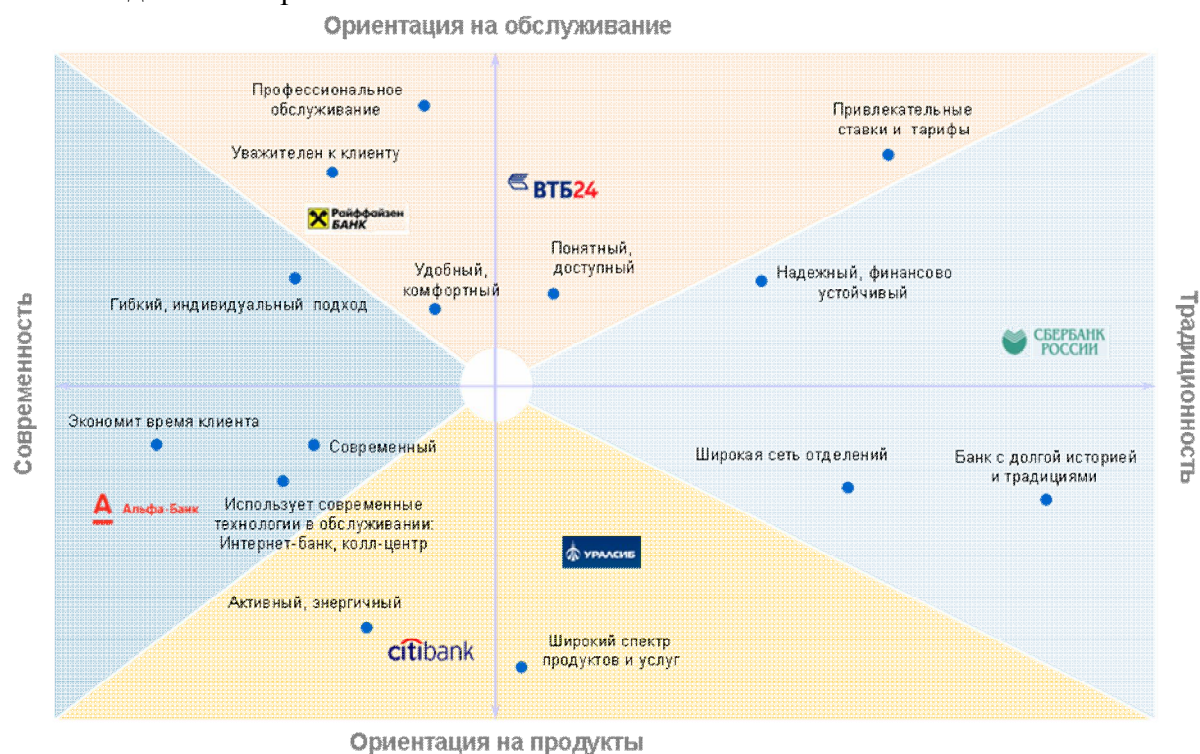 Ориентация на обслуживание
Профессиональное
обслуживание
Привлекательные
ставки и тарифы
Уважителен к клиенту
ВТБ24
Райффайзен
БАНК
Понятный,
доступный
Удобный,
комфортный
Надежный, финансово
устойчивый
Гибкий, индивидуальный подход
Современность
Традиционность
СБЕРБАНК
РОССИИ
Экономит время клиента
Современный
Широкая сеть отделений
Банк с долгой историей
и традициями
Альфа-Банк
Использует современные
технологии в обслуживании:
Интернет-банк, колл-центр
УРАЛСИБ
Активный, энергичный
citibank
Широкий спектр
продуктов и услуг
Ориентация на продукты